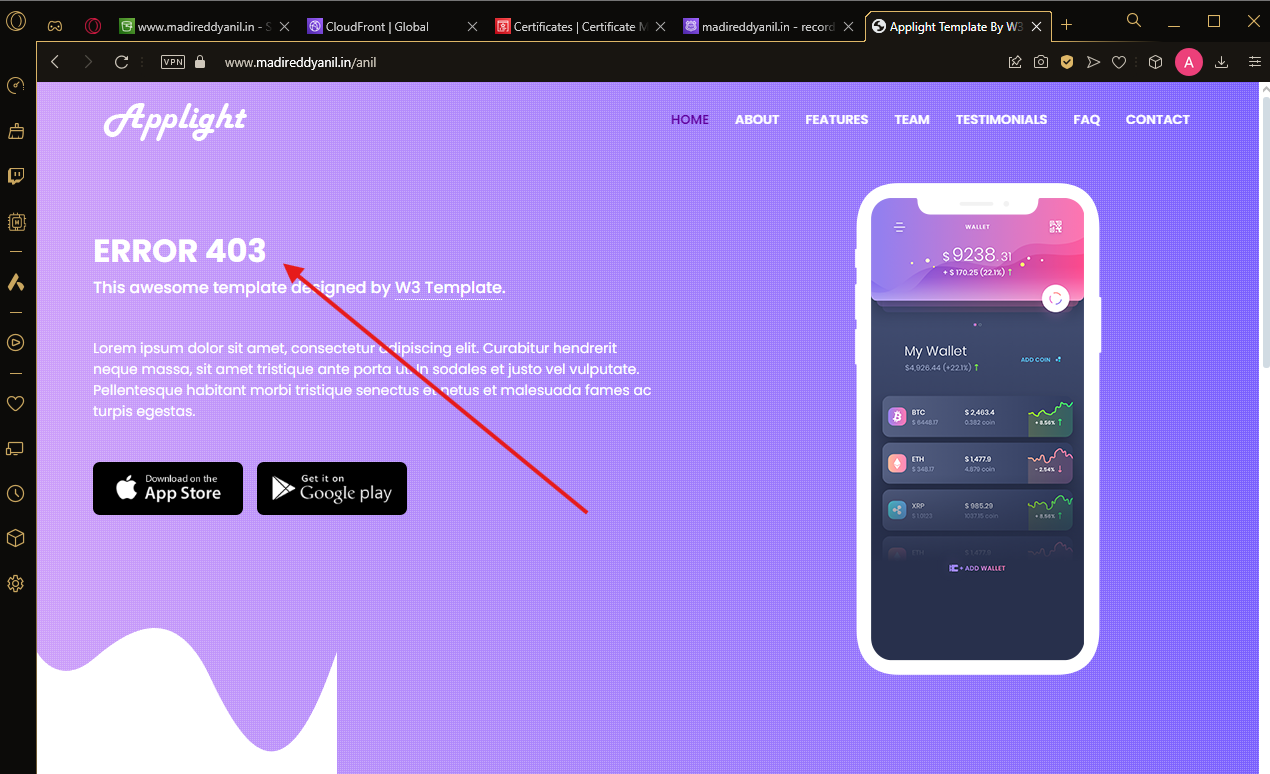 www.madireddyanil.in - S
CloudFront | Global
Certificates | Certificate M
madireddyanil.in - record
Applight Template By W3
VPN
www.madireddyanil.in/anil
A
Applight
HOME
ABOUT
FEATURES
TEAM
TESTIMONIALS
FAQ
CONTACT
ERROR 403
This awesome template designed by W3 Template.
Lorem ipsum dolor sit amet, consectetur adipiscing elit. Curabitur hendrerit
neque massa, sit amet tristique ante porta ut. In sodales et justo vel vulputate.
Pellentesque habitant morbi tristique senectus et netus et malesuada fames ac
turpis egestas.
Download on the
App Store
Get it on
Google play
WALLET
$ 9238.31
+ $ 170.25 (22.1%) ↑
My Wallet
ADD COIN
$4,926.44 (+22.1%) ↑
BTC
$ 2,463.4
$ 6448.17
0.382 coin
+ 8.56% ↑
ETH
$ 1,477.9
$ 348.17
4.879 coin
- 2.54% ↓
XRP
$ 985.29
+ 8.56% ↑
ETH
$ 1,477.9
+ ADD WALLET